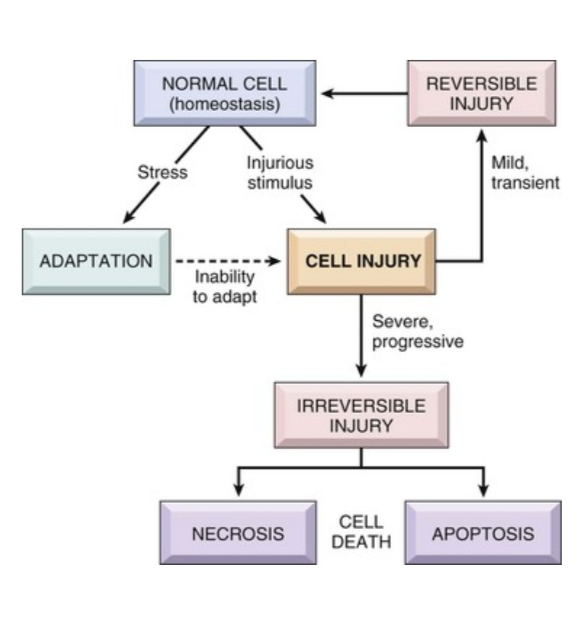 NORMAL CELL
(homeostasis)
REVERSIBLE
INJURY
Stress
Injurious
stimulus
Mild,
transient
ADAPTATION
Inability
to adapt
CELL INJURY
Severe,
progressive
IRREVERSIBLE
INJURY
NECROSIS
CELL
DEATH
APOPTOSIS